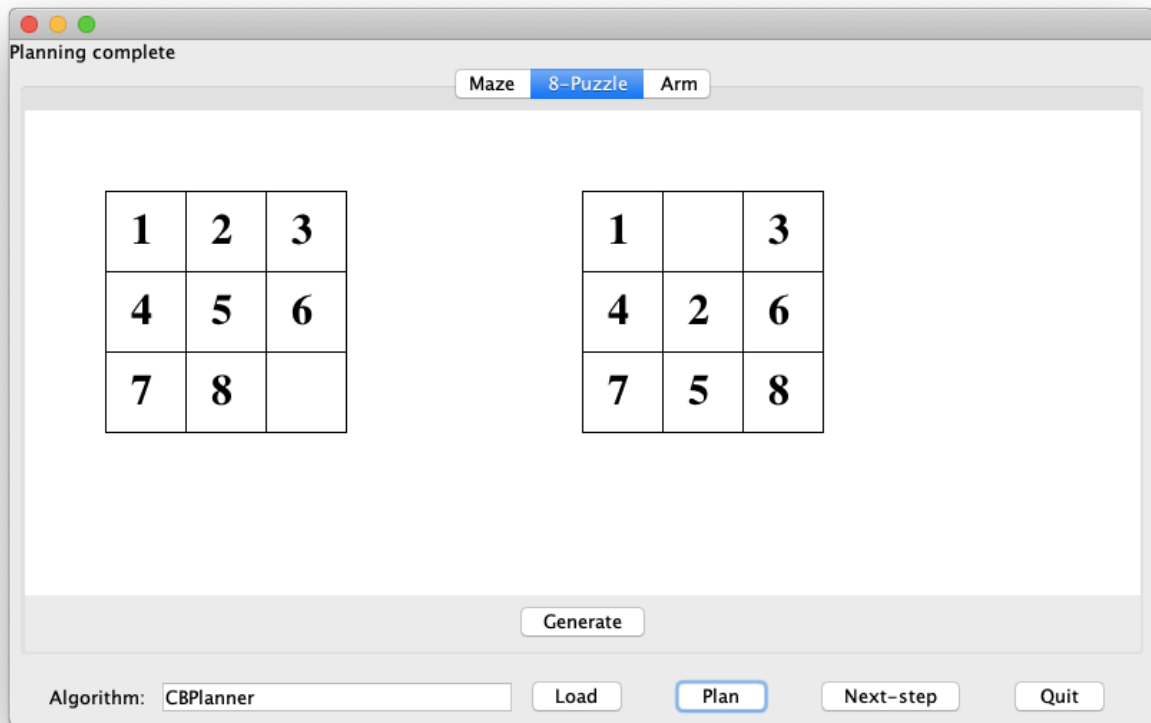 Planning complete
Maze 8-Puzzle Arm
1 2 3 1 3
4 5 6 4 2 6
7 8 7 5 8
Generate
Algorithm: CBPlanner Load Plan Next-step Quit